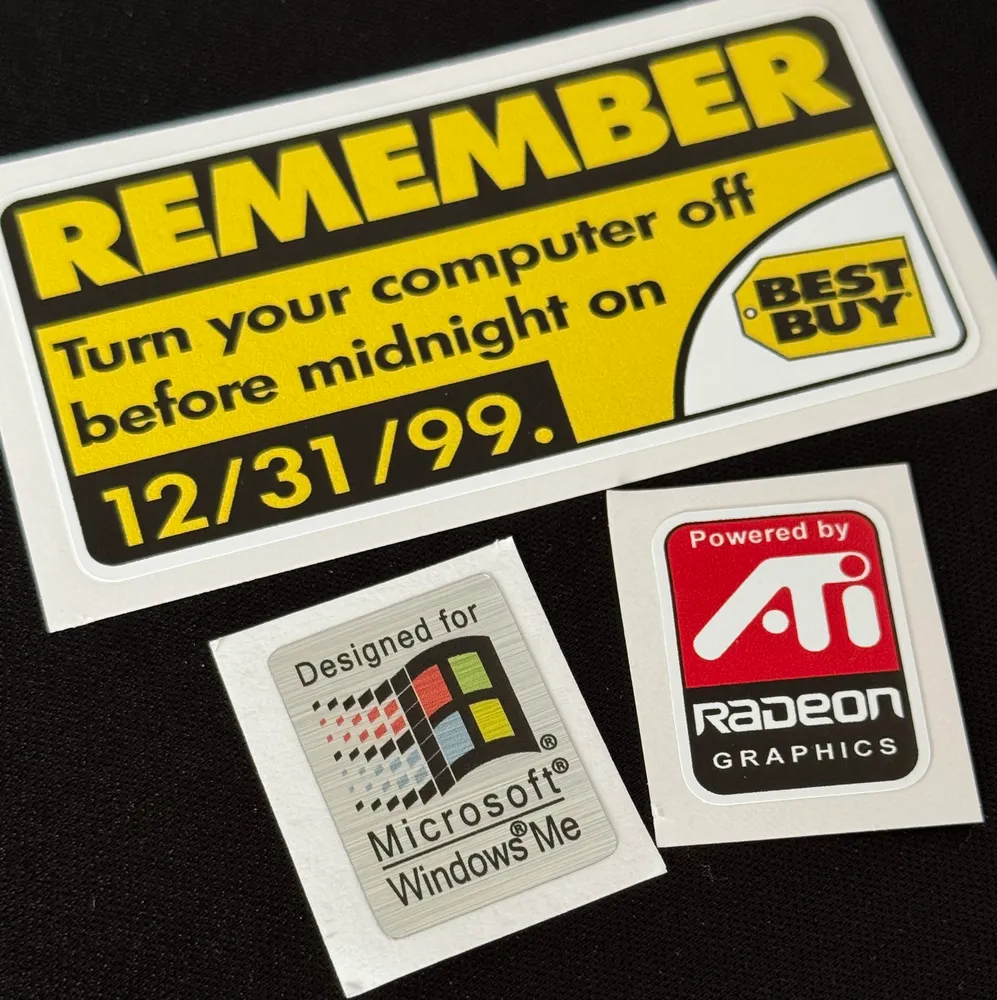 REMEMBER
Turn your computer off
before midnight on
12/31/99.
BEST
BUY
Designed for
Microsoft®
Windows® Me
Powered by
ATi
RADEON
GRAPHICS